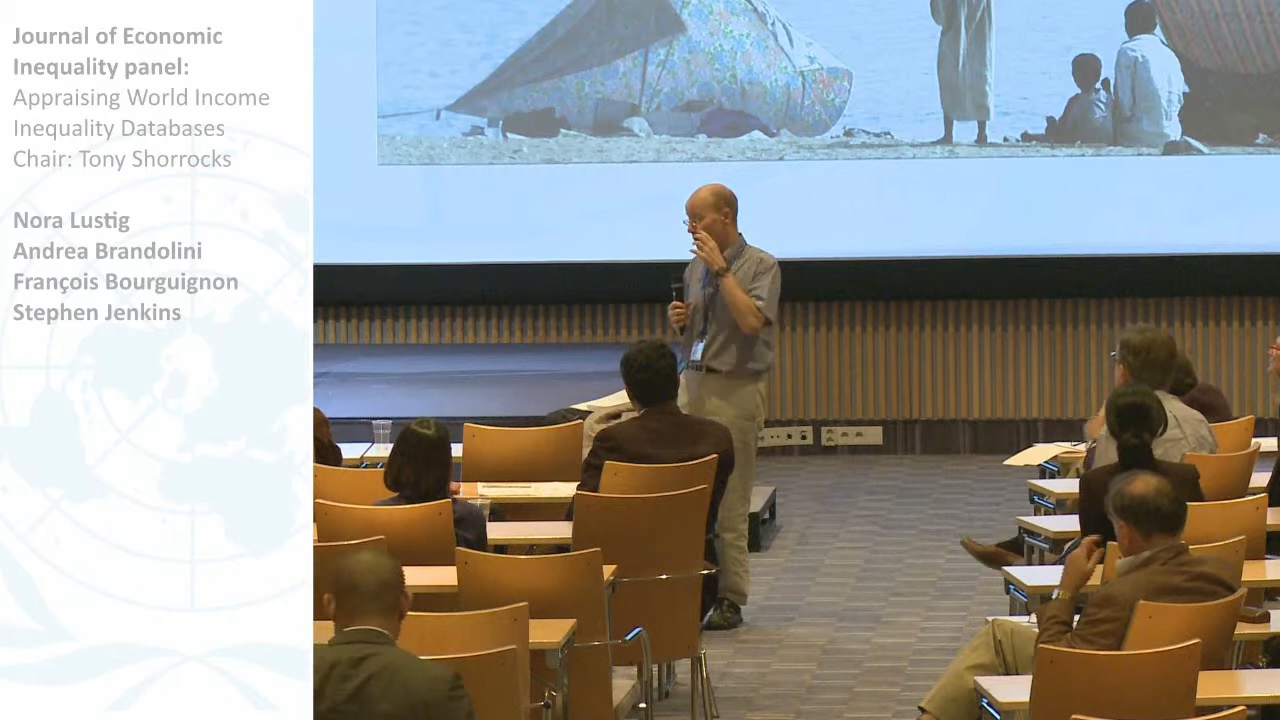 Journal of Economic
Inequality panel:
Appraising World Income
Inequality Databases
Chair: Tony Shorrocks
Nora Lustig
Andrea Brandolini
François Bourguignon
Stephen Jenkins